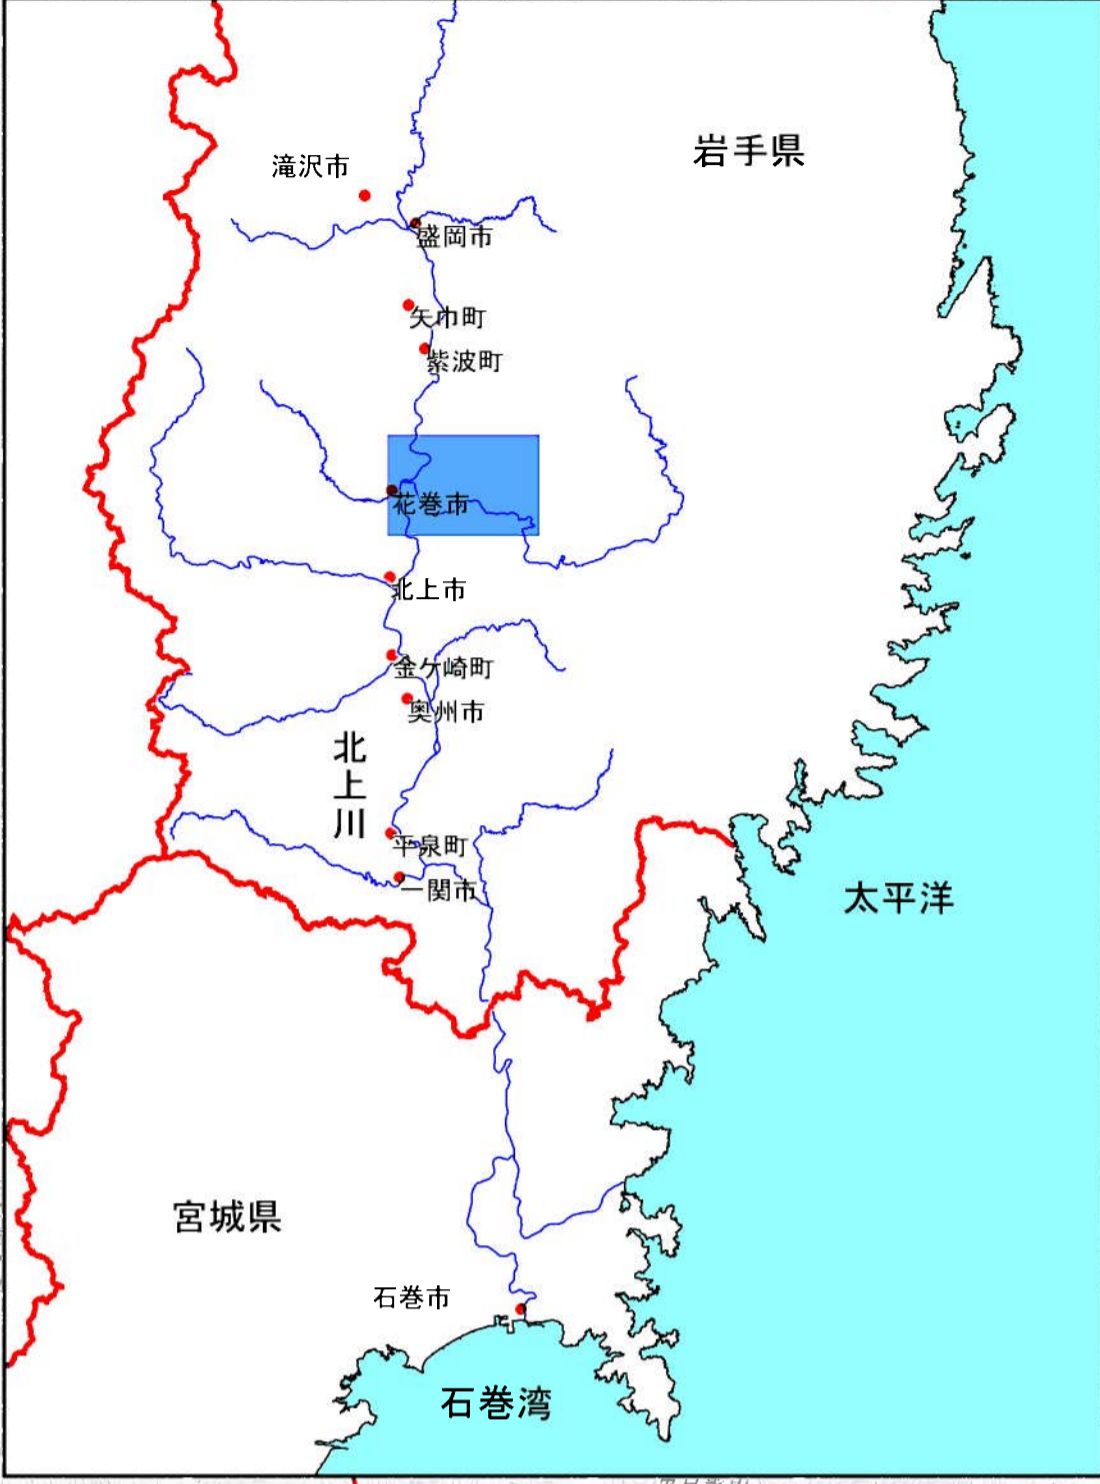 岩手県
滝沢市
盛岡市
矢巾町
紫波町
花巻市
北上市
金ケ崎町
奥州市
北上川
平泉町
一関市
太平洋
宮城県
石巻市
石巻湾